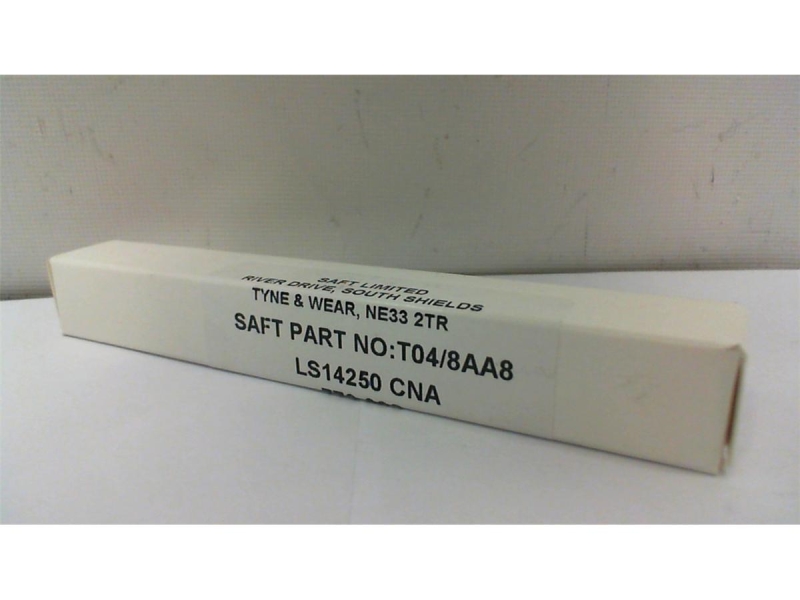 SAFT LIMITED
RIVER DRIVE, SOUTH SHIELDS
TYNE & WEAR, NE33 2TR
SAFT PART NO:T04/8AA8
LS14250 CNA